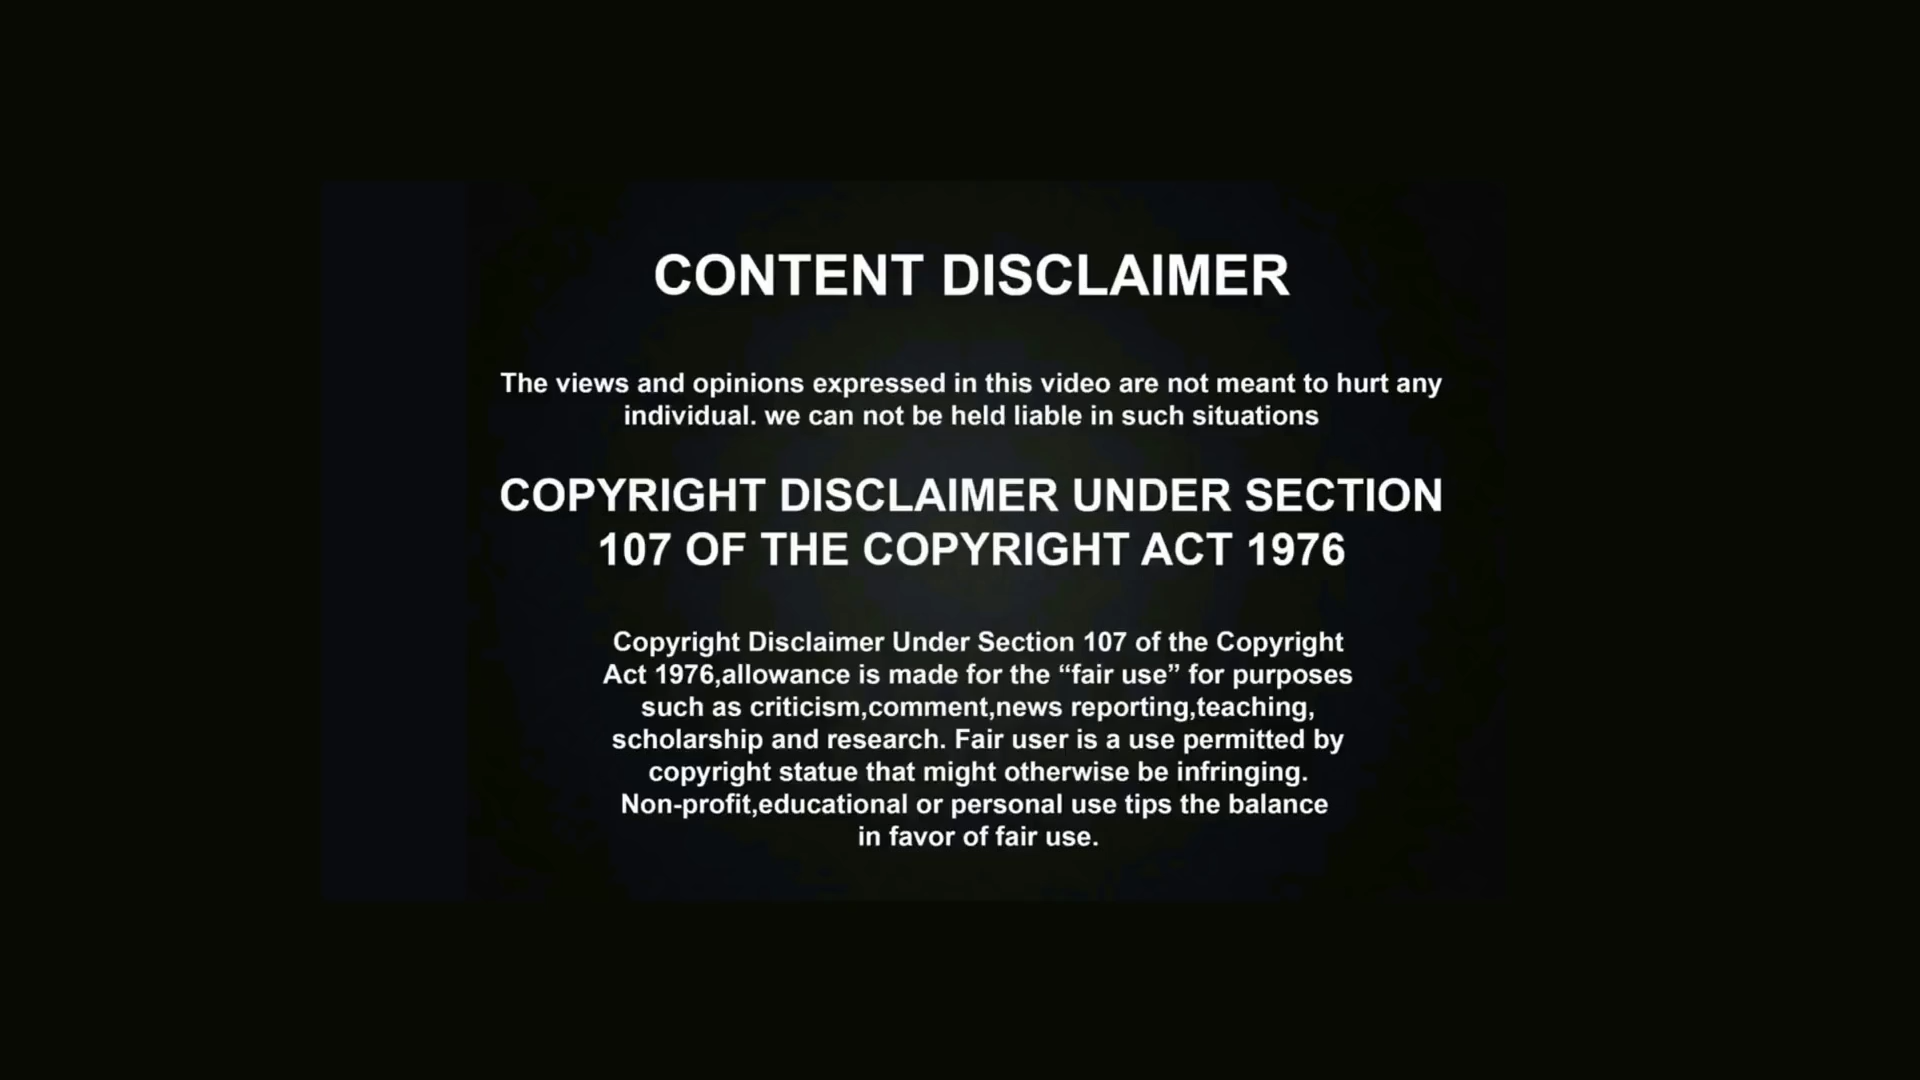 CONTENT DISCLAIMER
The views and opinions expressed in this video are not meant to hurt any
individual. we can not be held liable in such situations
COPYRIGHT DISCLAIMER UNDER SECTION
107 OF THE COPYRIGHT ACT 1976
Copyright Disclaimer Under Section 107 of the Copyright
Act 1976,allowance is made for the “fair use” for purposes
such as criticism,comment,news reporting,teaching,
scholarship and research. Fair user is a use permitted by
copyright statue that might otherwise be infringing.
Non-profit,educational or personal use tips the balance
in favor of fair use.